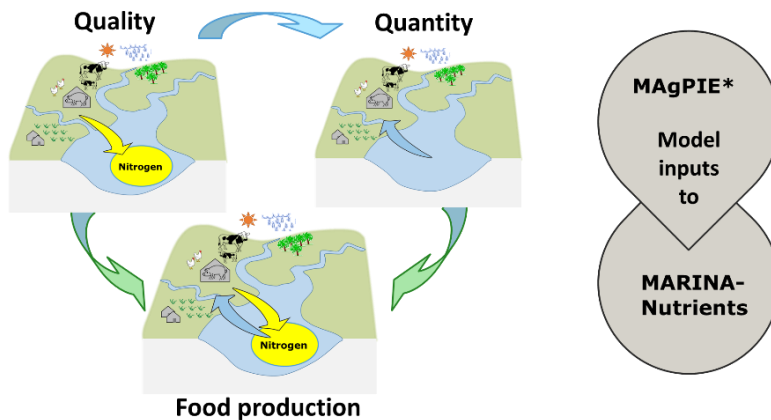 Quality
Quantity
Nitrogen
Nitrogen
Food production
MAgPIE*
Model
inputs
to
MARINA-
Nutrients